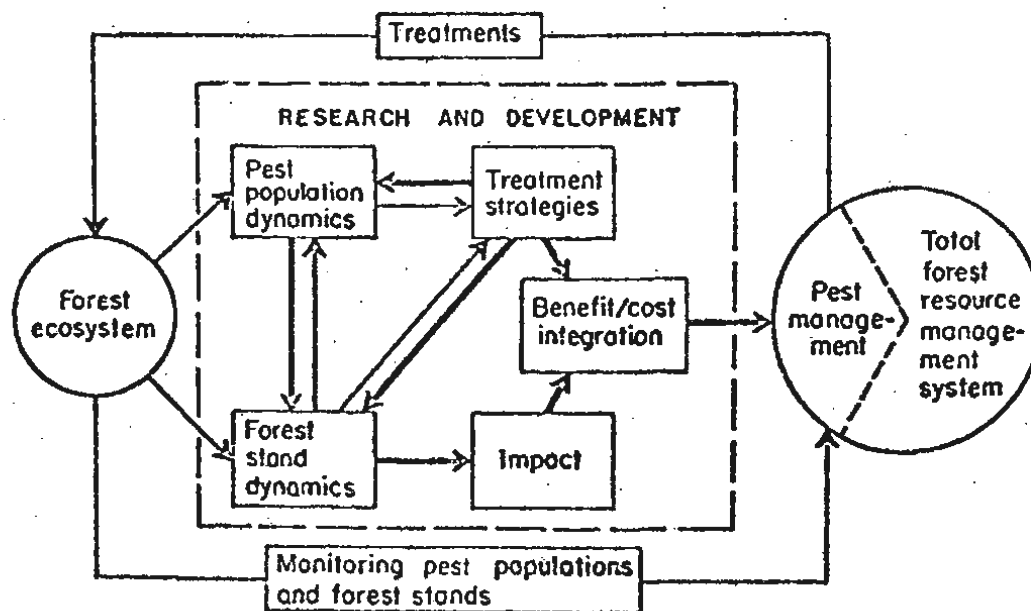 Treatments
RESEARCH AND DEVELOPMENT
Pest
population
dynamics
Treatment
strategies
Forest
ecosystem
Benefit/cost
integration
Pest
manage-
ment
Total
forest
resource
manage-
ment
system
Forest
stand
dynamics
Impact
Monitoring pest populations
and forest stands